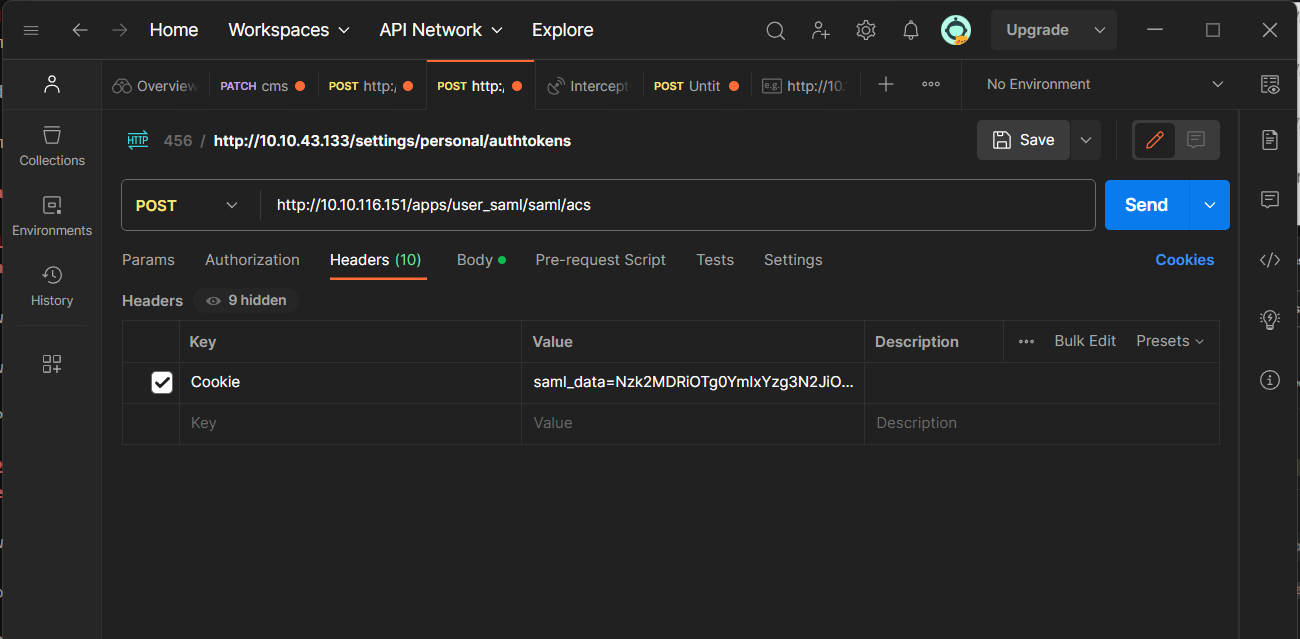 Home Workspaces API Network Explore Upgrade
Overview PATCH cms POST http:/ POST http:/ Intercept POST Untit e.g. http://10. No Environment
HTTP 456 / http://10.10.43.133/settings/personal/authtokens Save
Collections
POST http://10.10.116.151/apps/user_saml/saml/acs Send
Environments
Params Authorization Headers (10) Body Pre-request Script Tests Settings Cookies
History
Headers 9 hidden
Key Value Description Bulk Edit Presets
Cookie saml_data=Nzk2MDRiOTg0YmIxYzg3N2JiO...
Key Value Description